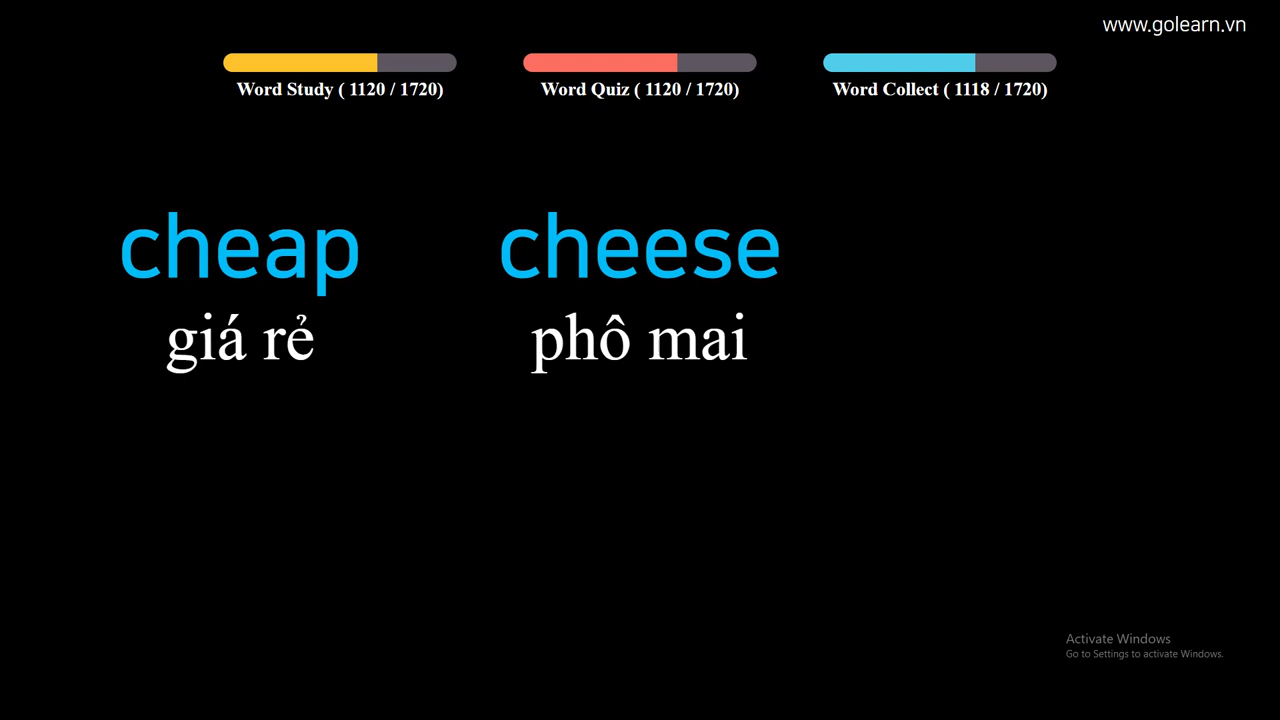 www.golearn.vn
Word Study ( 1120 / 1720)
Word Quiz ( 1120 / 1720)
Word Collect ( 1118 / 1720)
cheap
giá rẻ
cheese
phô mai
Activate Windows
Go to Settings to activate Windows.